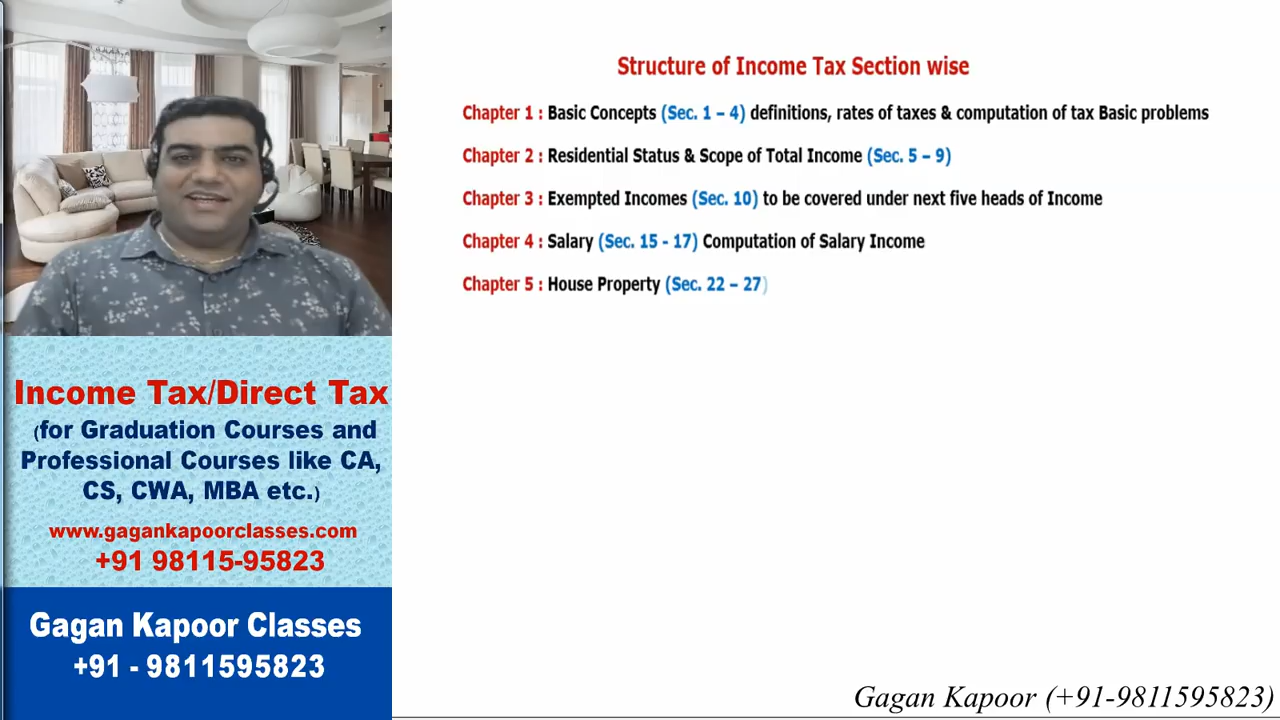 Structure of Income Tax Section wise
Chapter 1 : Basic Concepts (Sec. 1 – 4) definitions, rates of taxes & computation of tax Basic problems
Chapter 2 : Residential Status & Scope of Total Income (Sec. 5 – 9)
Chapter 3 : Exempted Incomes (Sec. 10) to be covered under next five heads of Income
Chapter 4 : Salary (Sec. 15 - 17) Computation of Salary Income
Chapter 5 : House Property (Sec. 22 – 27)
Income Tax/Direct Tax
(for Graduation Courses and
Professional Courses like CA,
CS, CWA, MBA etc.)
www.gagankapoorclasses.com
+91 98115-95823
Gagan Kapoor Classes
+91 - 9811595823
Gagan Kapoor (+91-9811595823)